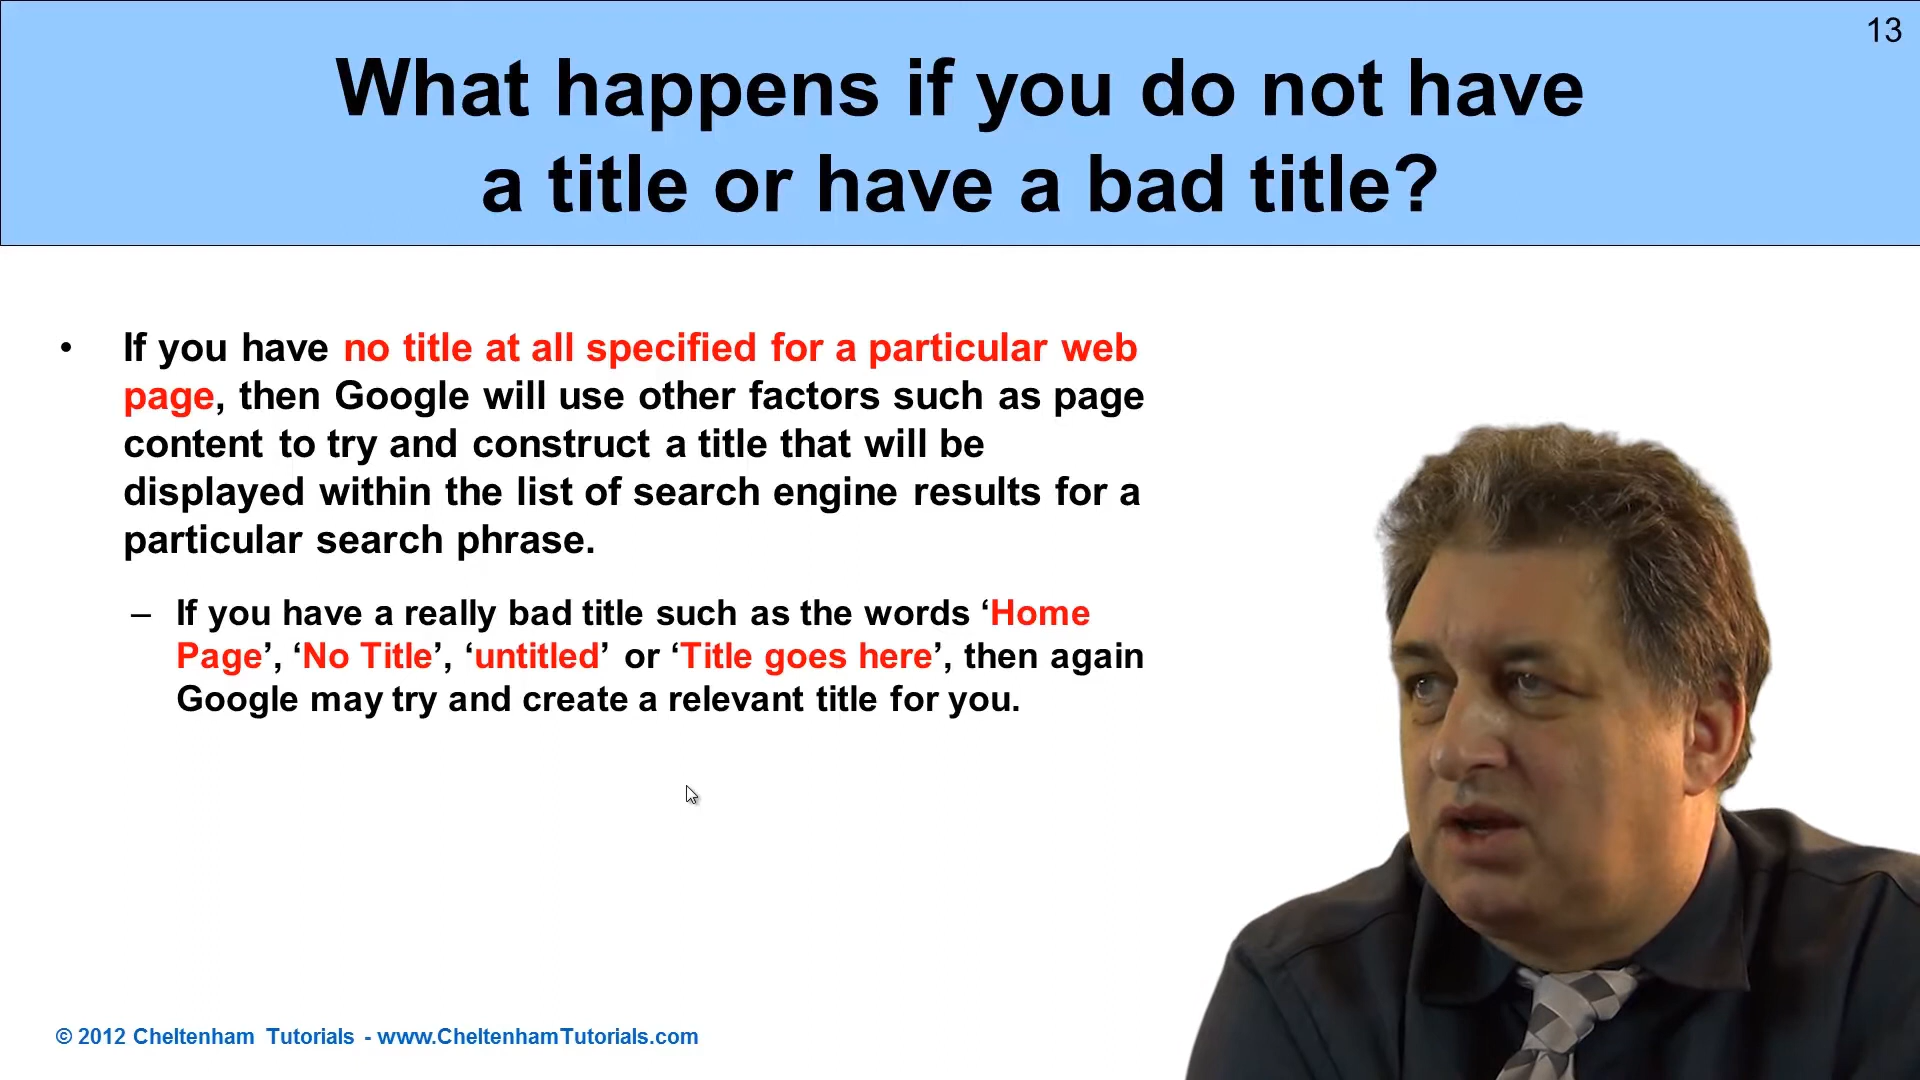 13
What happens if you do not have
a title or have a bad title?
• If you have no title at all specified for a particular web
page, then Google will use other factors such as page
content to try and construct a title that will be
displayed within the list of search engine results for a
particular search phrase.
– If you have a really bad title such as the words ‘Home
Page’, ‘No Title’, ‘untitled’ or ‘Title goes here’, then again
Google may try and create a relevant title for you.
© 2012 Cheltenham Tutorials - www.CheltenhamTutorials.com